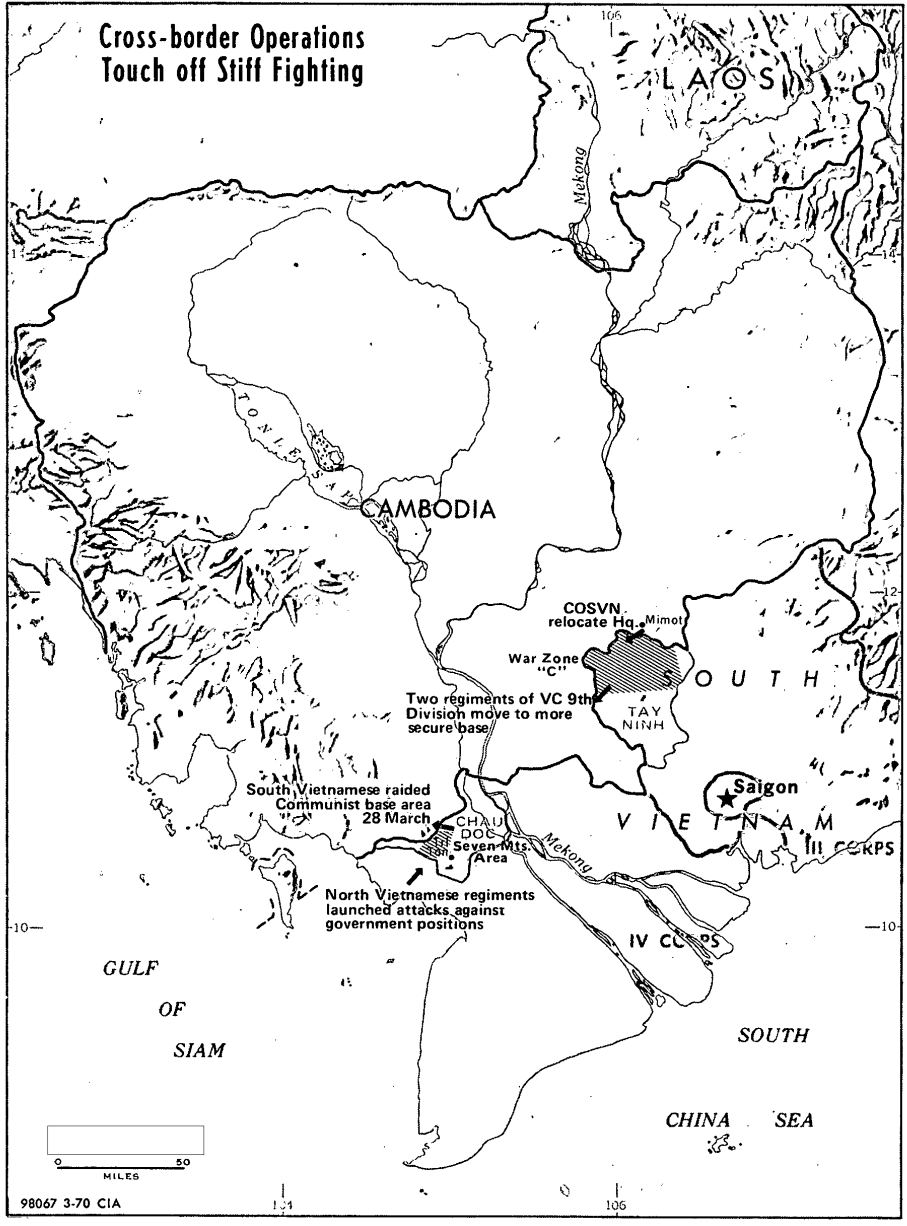 Cross-border Operations
Touch off Stiff Fighting
106
LAOS
Mekong
14
TONLE SAP
CAMBODIA
12
12
COSVN
relocate Hq.
Mimot
War Zone
"C"
SOUTH
Two regiments of VC 9th
Division move to more
secure base
TAY
NINH
South Vietnamese raided
Communist base area
28 March
Saigon
CHAU
DOC
VIETNAM
Tri
Ton
Seven Mts.
Area
Mekong
III CORPS
North Vietnamese regiments
launched attacks against
government positions
10
10
IV CORPS
GULF
OF
SIAM
SOUTH
CHINA SEA
0 50
MILES
98067 3-70 CIA
104
106